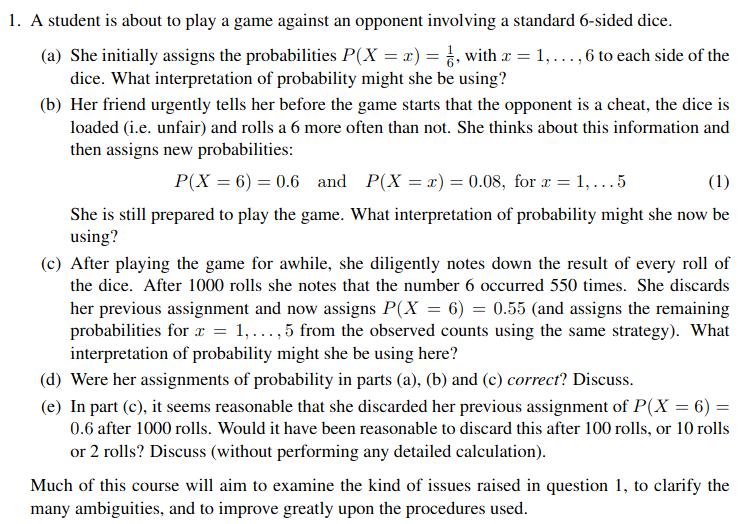 1. A student is about to play a game against an opponent involving a standard 6-sided dice.
(a) She initially assigns the probabilities P(X = x) = 1/6, with x = 1, . . . , 6 to each side of the
dice. What interpretation of probability might she be using?
(b) Her friend urgently tells her before the game starts that the opponent is a cheat, the dice is
loaded (i.e. unfair) and rolls a 6 more often than not. She thinks about this information and
then assigns new probabilities:
P(X = 6) = 0.6 and P(X = x) = 0.08, for x = 1, . . . 5 (1)
She is still prepared to play the game. What interpretation of probability might she now be
using?
(c) After playing the game for awhile, she diligently notes down the result of every roll of
the dice. After 1000 rolls she notes that the number 6 occurred 550 times. She discards
her previous assignment and now assigns P(X = 6) = 0.55 (and assigns the remaining
probabilities for x = 1, . . . , 5 from the observed counts using the same strategy). What
interpretation of probability might she be using here?
(d) Were her assignments of probability in parts (a), (b) and (c) correct? Discuss.
(e) In part (c), it seems reasonable that she discarded her previous assignment of P(X = 6) =
0.6 after 1000 rolls. Would it have been reasonable to discard this after 100 rolls, or 10 rolls
or 2 rolls? Discuss (without performing any detailed calculation).
Much of this course will aim to examine the kind of issues raised in question 1, to clarify the
many ambiguities, and to improve greatly upon the procedures used.